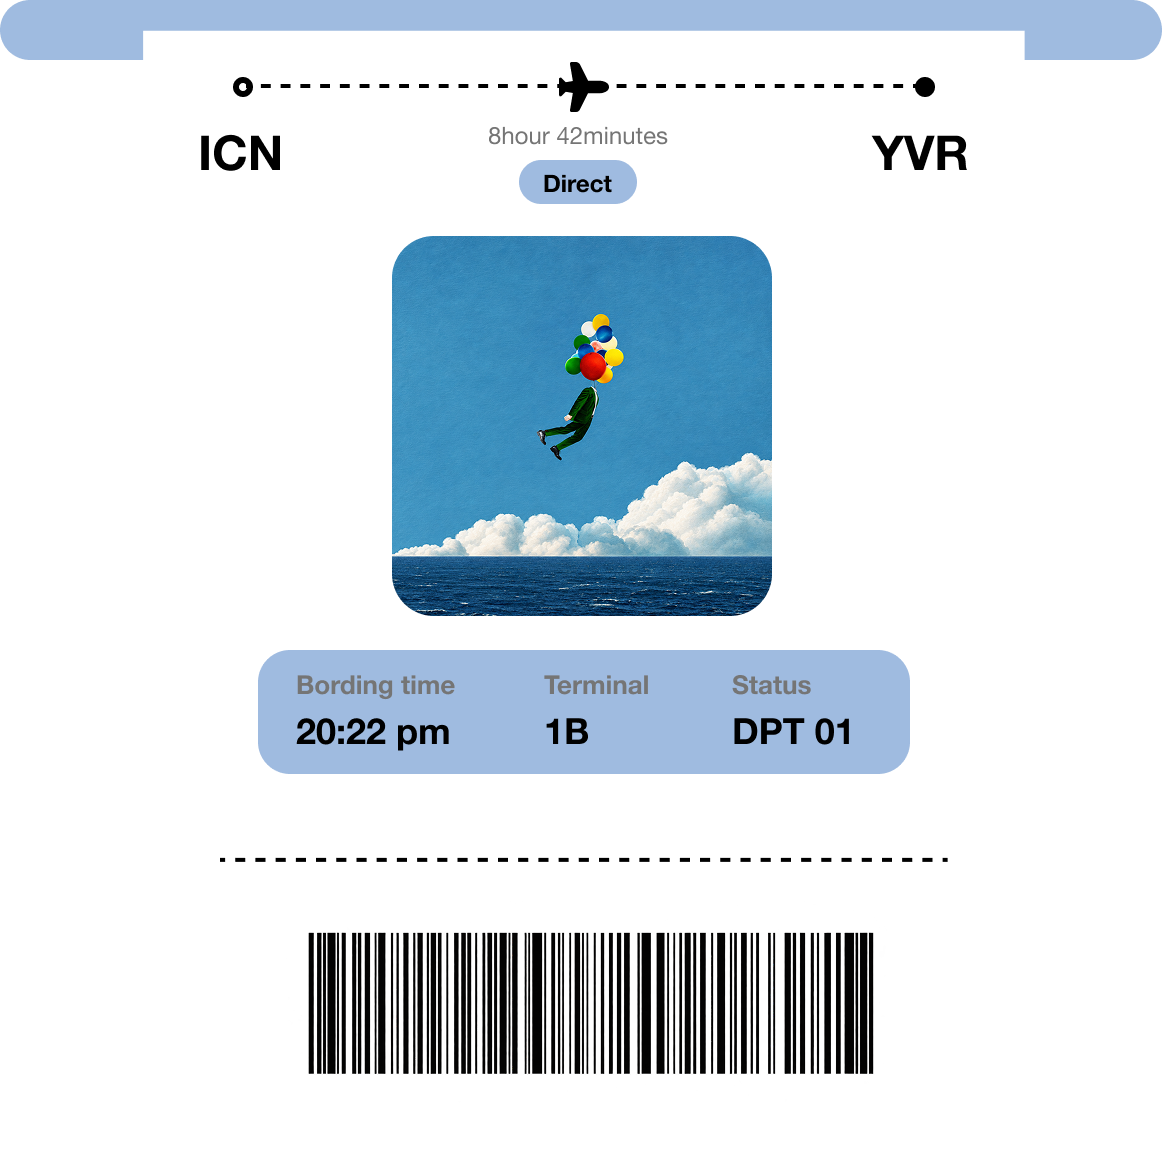 ICN
8hour 42minutes
YVR
Direct
Bording time
Terminal
Status
20:22 pm
1B
DPT 01